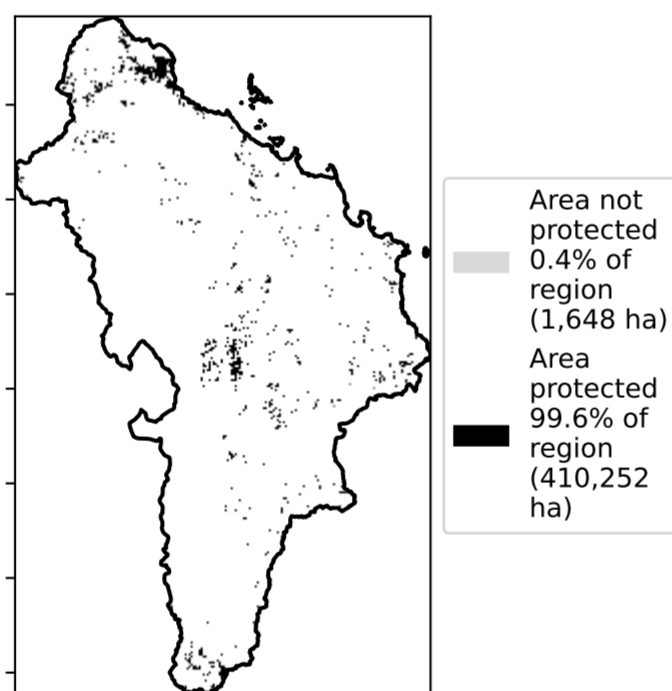 Area not
protected
0.4% of
region
(1,648 ha)
Area
protected
99.6% of
region
(410,252
ha)